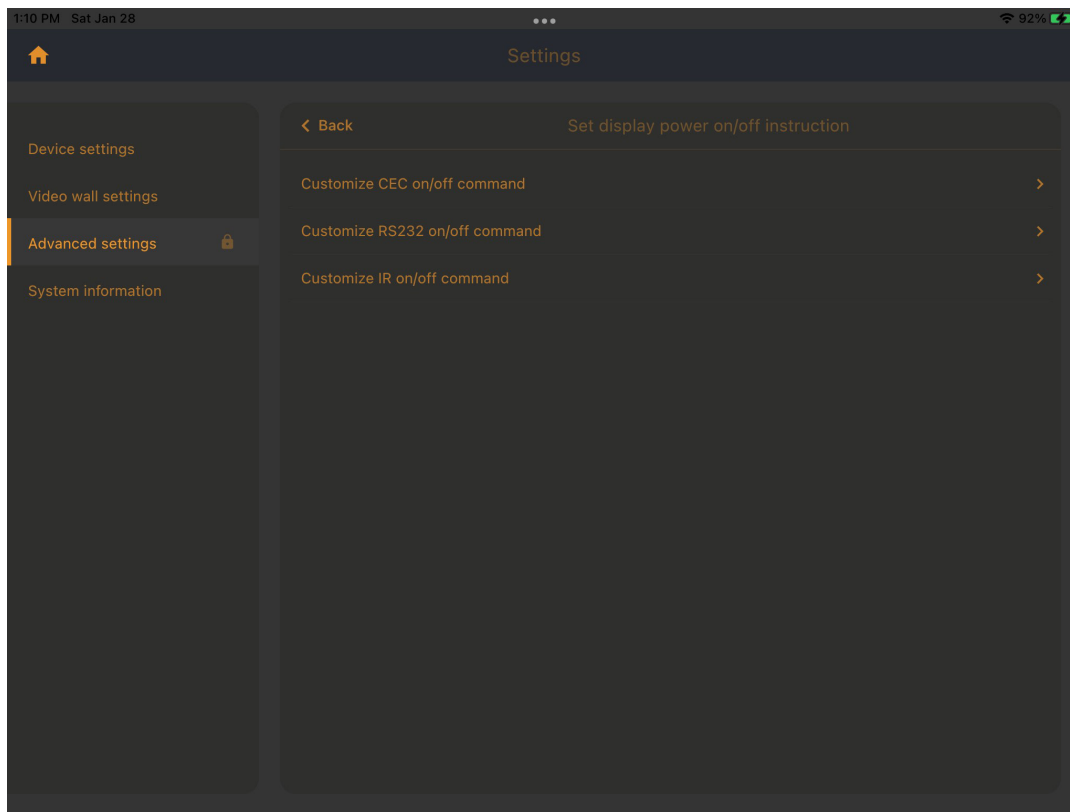 1:10 PM Sat Jan 28
92%
Settings
Device settings
Video wall settings
Advanced settings
System information
Back
Set display power on/off instruction
Customize CEC on/off command
Customize RS232 on/off command
Customize IR on/off command